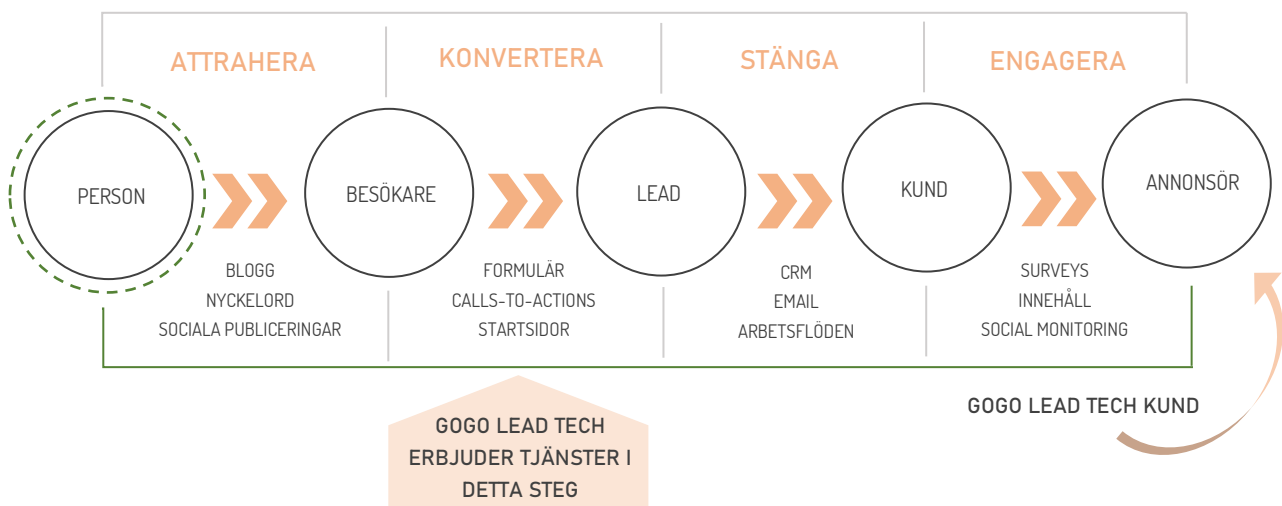 ATTRAHERA
KONVERTERA
STÄNGA
ENGAGERA
PERSON
BESÖKARE
LEAD
KUND
ANNONSÖR
BLOGG
NYCKELORD
SOCIALA PUBLICERINGAR
FORMULÄR
CALLS-TO-ACTIONS
STARTSIDOR
CRM
EMAIL
ARBETSFLÖDEN
SURVEYS
INNEHÅLL
SOCIAL MONITORING
GOGO LEAD TECH
ERBJUDER TJÄNSTER I
DETTA STEG
GOGO LEAD TECH KUND